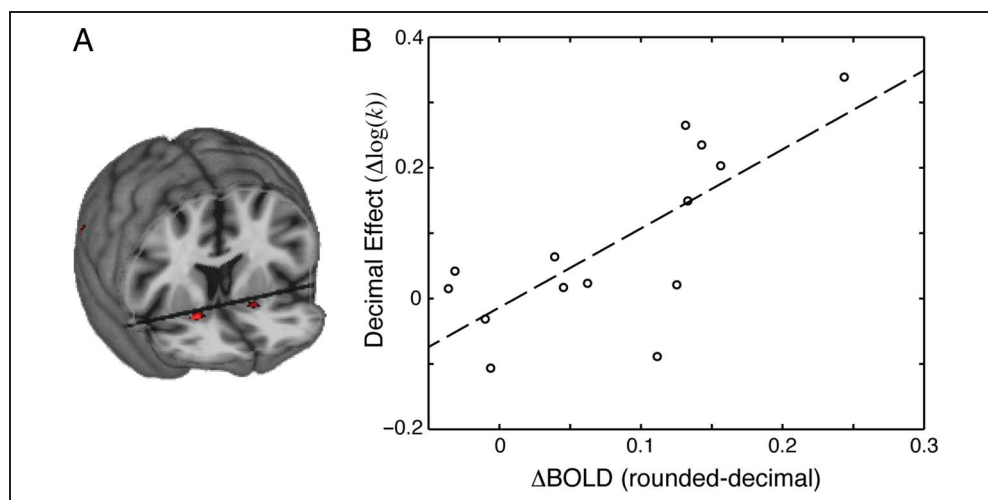 A
B
0.4
0.2
0
−0.2
Decimal Effect (Δlog(k))
0
0.1
0.2
0.3
ΔBOLD (rounded-decimal)